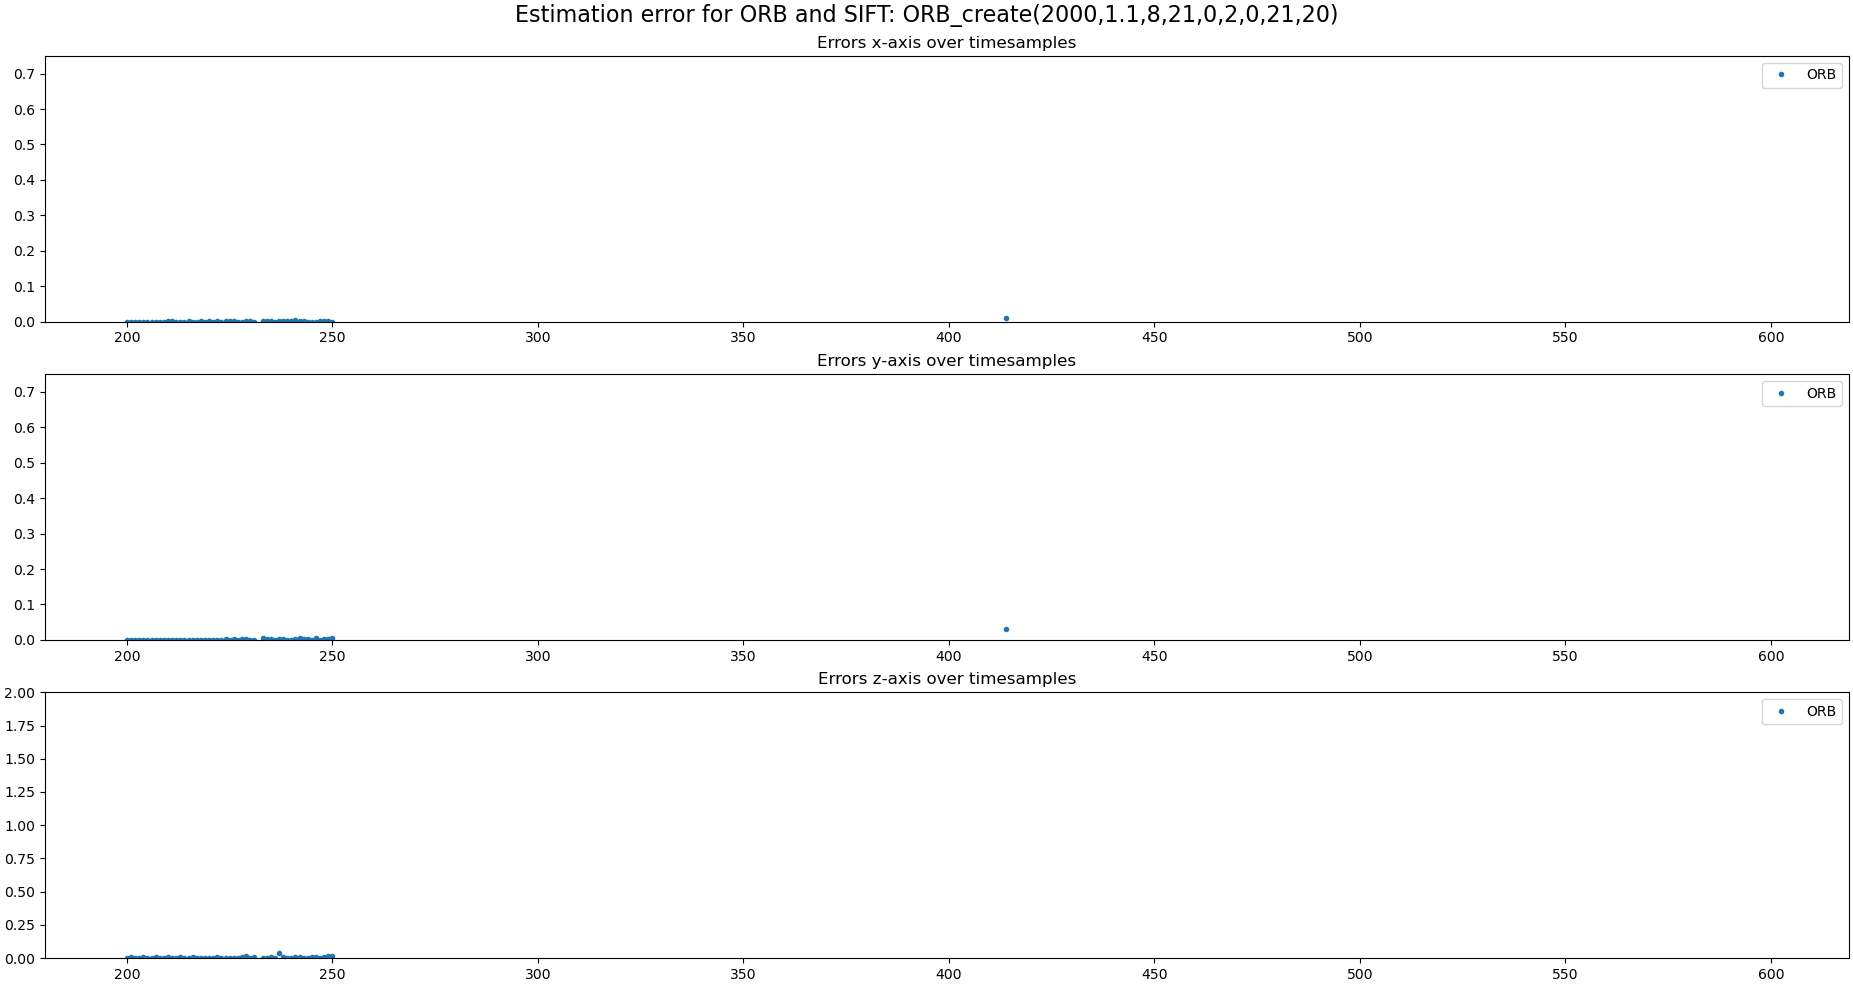 Estimation error for ORB and SIFT: ORB_create(2000,1.1,8,21,0,2,0,21,20)
Errors x-axis over timesamples
ORB
0.7
0.6
0.5
0.4
0.3
0.2
0.1
0.0
200 250 300 350 400 450 500 550 600
Errors y-axis over timesamples
ORB
0.7
0.6
0.5
0.4
0.3
0.2
0.1
0.0
200 250 300 350 400 450 500 550 600
Errors z-axis over timesamples
ORB
2.00
1.75
1.50
1.25
1.00
0.75
0.50
0.25
0.00
200 250 300 350 400 450 500 550 600